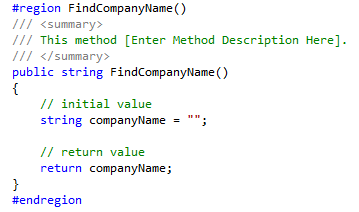 #region FindCompanyName()
/// <summary>
/// This method [Enter Method Description Here].
/// </summary>
public string FindCompanyName()
{
    // initial value
    string companyName = "";

    // return value
    return companyName;
}
#endregion